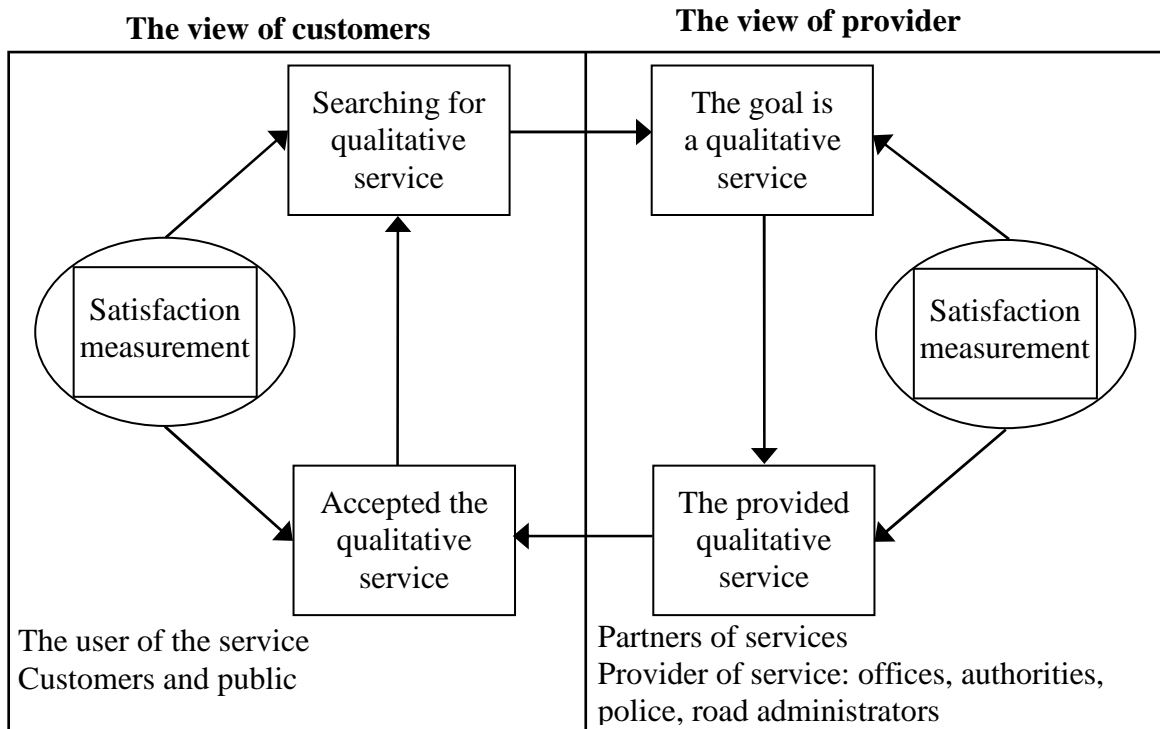 The view of customers
The view of provider
Searching for
qualitative
service
The goal is
a qualitative
service
Satisfaction
measurement
Satisfaction
measurement
Accepted the
qualitative
service
The provided
qualitative
service
The user of the service
Customers and public
Partners of services
Provider of service: offices, authorities,
police, road administrators